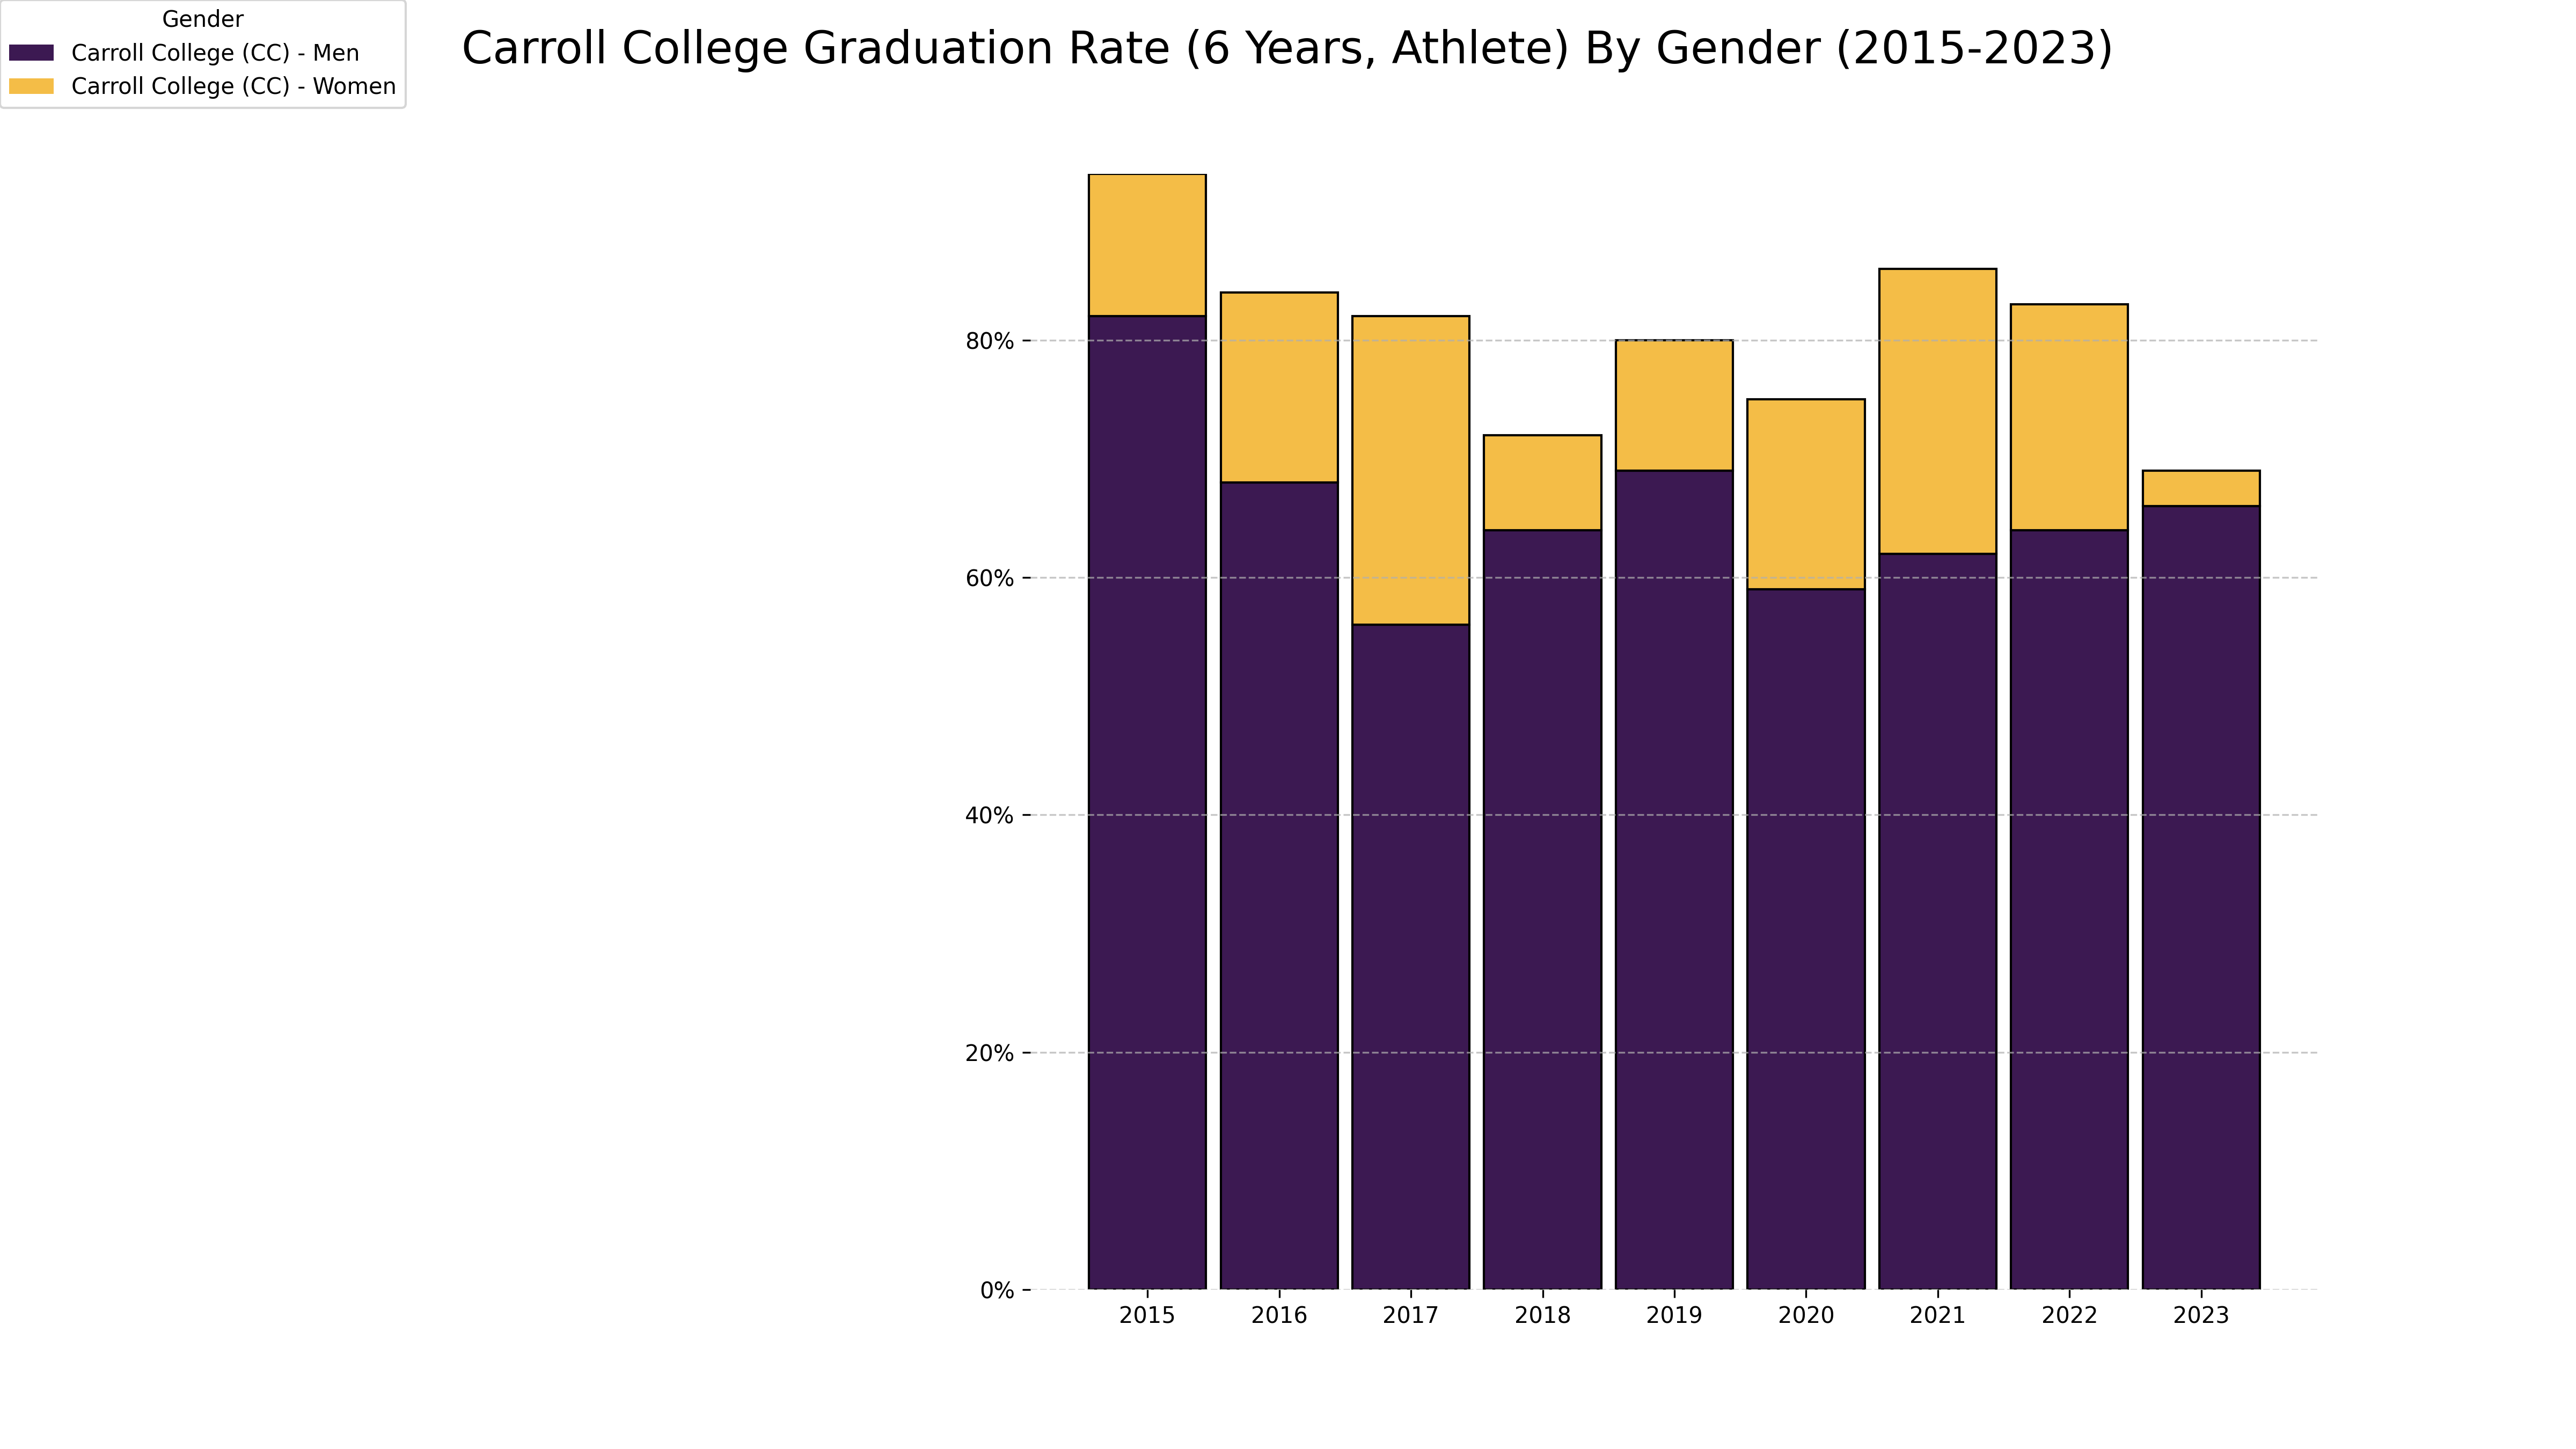 Gender
Carroll College (CC) - Men
Carroll College (CC) - Women
Carroll College Graduation Rate (6 Years, Athlete) By Gender (2015-2023)
80%
60%
40%
20%
0%
2015 2016 2017 2018 2019 2020 2021 2022 2023